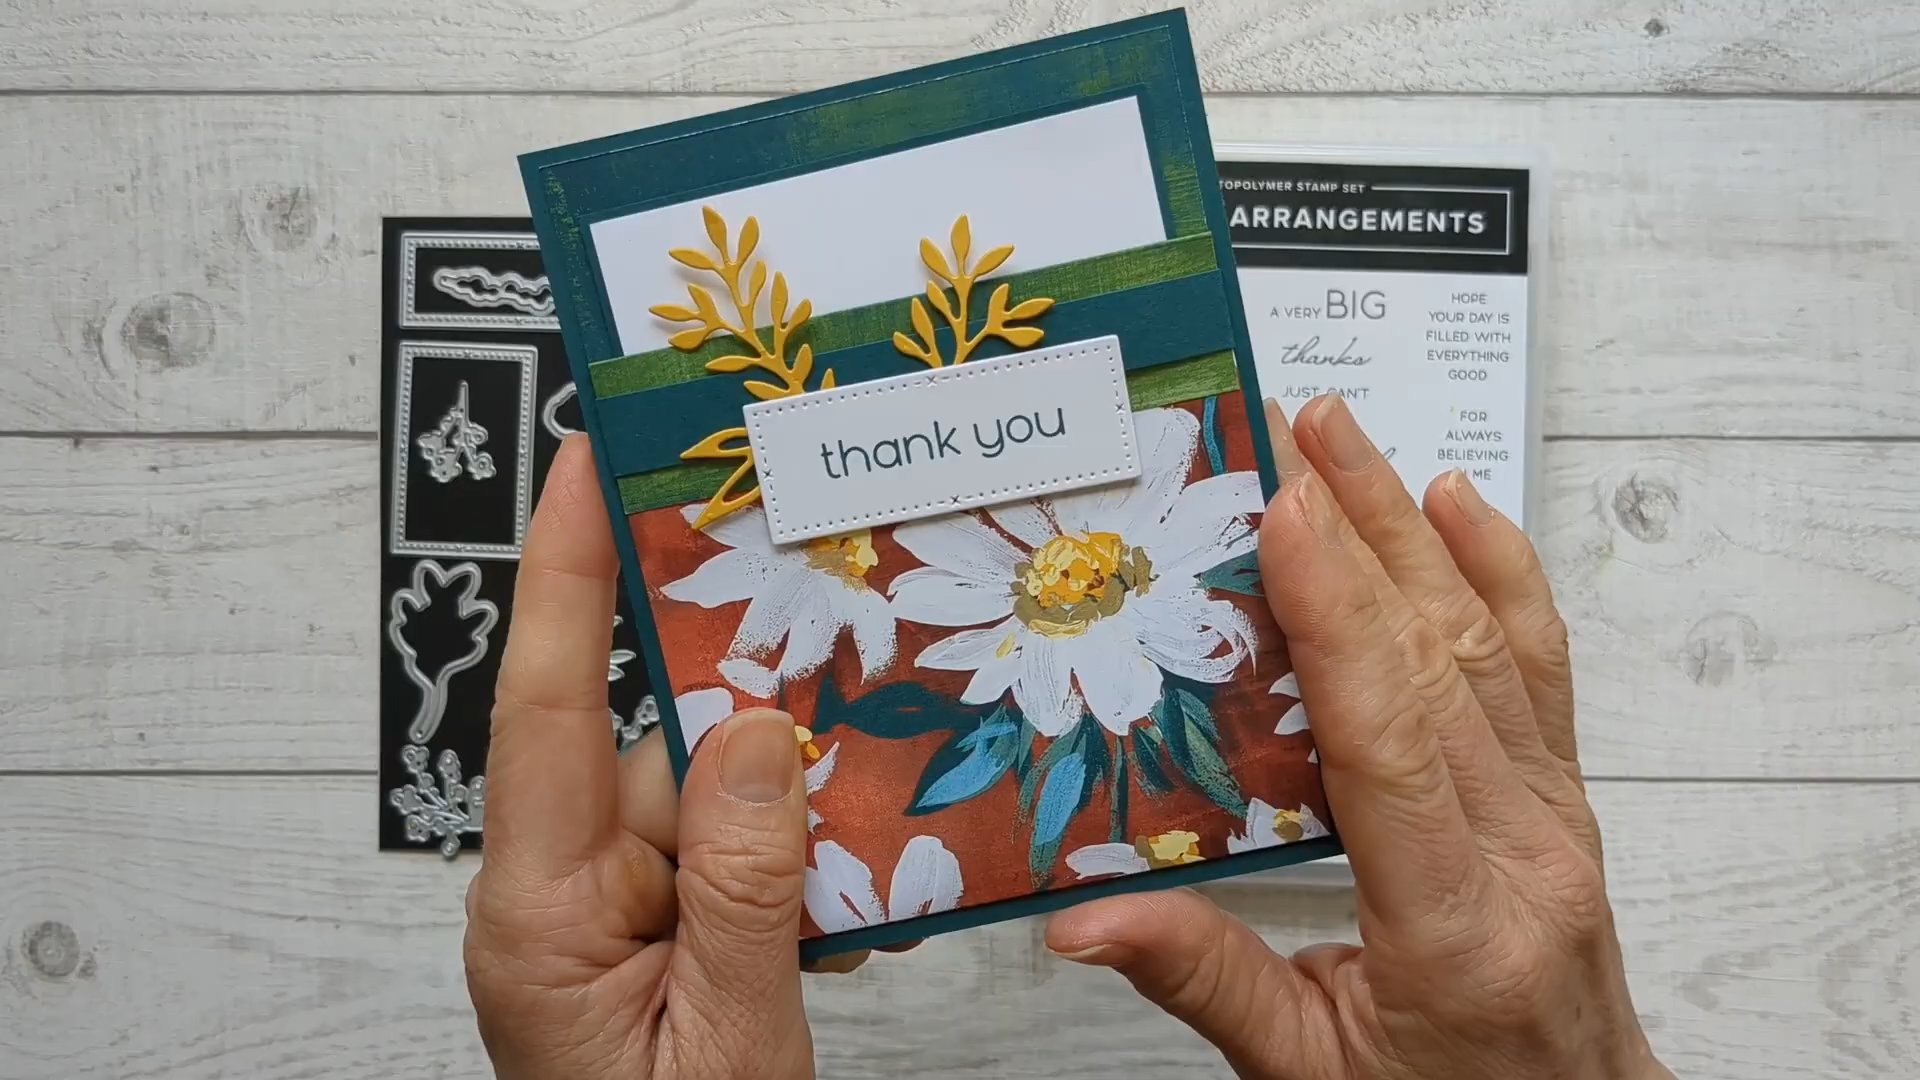 thank you
STAMP SET
ARRANGEMENTS
A VERY BIG
thanks
JUST CAN'T
HOPE
YOUR DAY IS
FILLED WITH
EVERYTHING
GOOD
FOR
ALWAYS
BELIEVING
ME